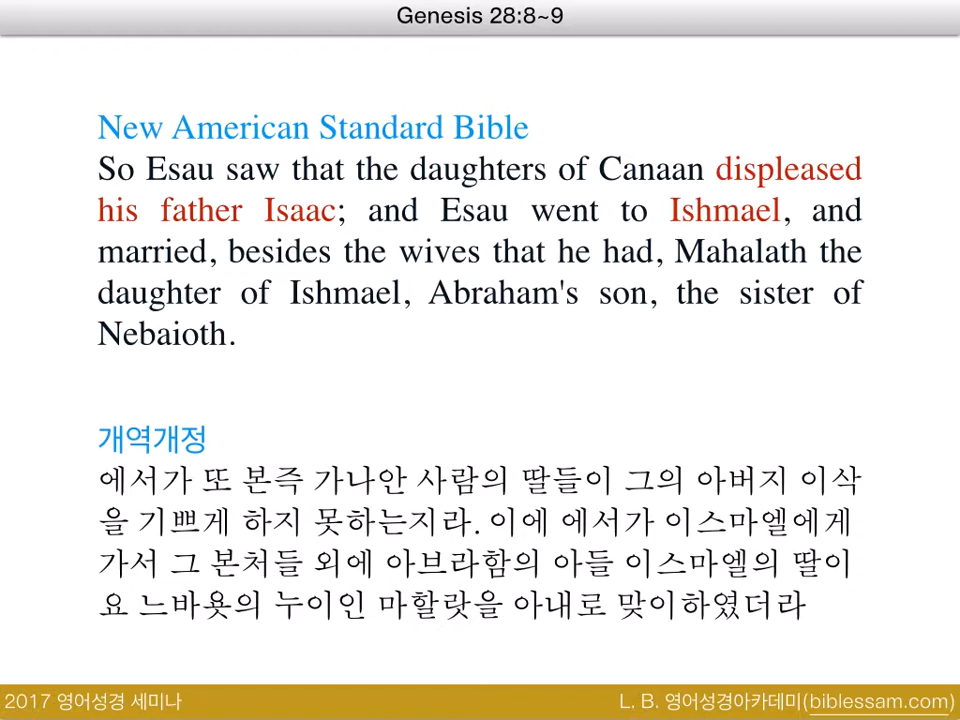 Genesis 28:8~9
New American Standard Bible
So Esau saw that the daughters of Canaan displeased
his father Isaac; and Esau went to Ishmael, and
married, besides the wives that he had, Mahalath the
daughter of Ishmael, Abraham's son, the sister of
Nebaioth.
개역개정
에서가 또 본즉 가나안 사람의 딸들이 그의 아버지 이삭
을 기쁘게 하지 못하는지라. 이에 에서가 이스마엘에게
가서 그 본처들 외에 아브라함의 아들 이스마엘의 딸이
요 느바욧의 누이인 마할랏을 아내로 맞이하였더라
2017 영어성경 세미나
L. B. 영어성경아카데미(biblessam.com)